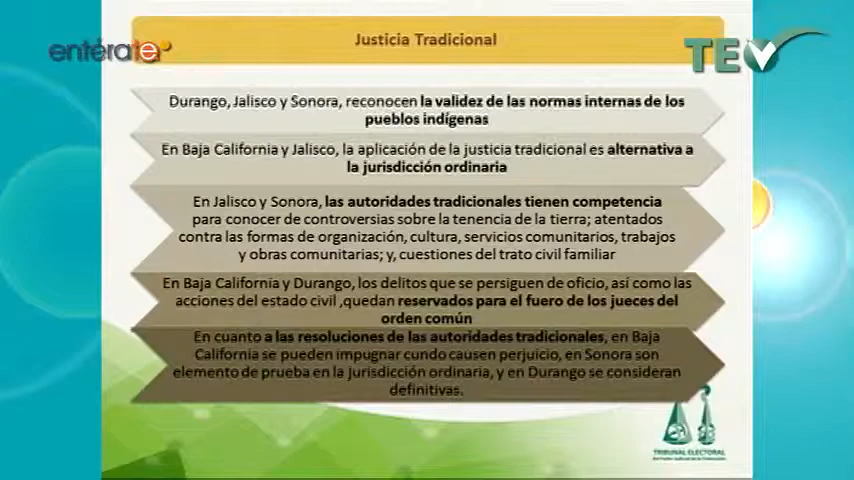 Justicia Tradicional
entérate
TEV
Durango, Jalisco y Sonora, reconocen la validez de las normas internas de los
pueblos indígenas
En Baja California y Jalisco, la aplicación de la justicia tradicional es alternativa a
la jurisdicción ordinaria
En Jalisco y Sonora, las autoridades tradicionales tienen competencia
para conocer de controversias sobre la tenencia de la tierra; atentados
contra las formas de organización, cultura, servicios comunitarios, trabajos
y obras comunitarias; y, cuestiones del trato civil familiar
En Baja California y Durango, los delitos que se persiguen de oficio, así como las
acciones del estado civil ,quedan reservados para el fuero de los jueces del
orden común
En cuanto a las resoluciones de las autoridades tradicionales, en Baja
California se pueden impugnar cundo causen perjuicio, en Sonora son
elemento de prueba en la jurisdicción ordinaria, y en Durango se consideran
definitivas.
TRIBUNAL ELECTORAL
del Poder Judicial de la Federación